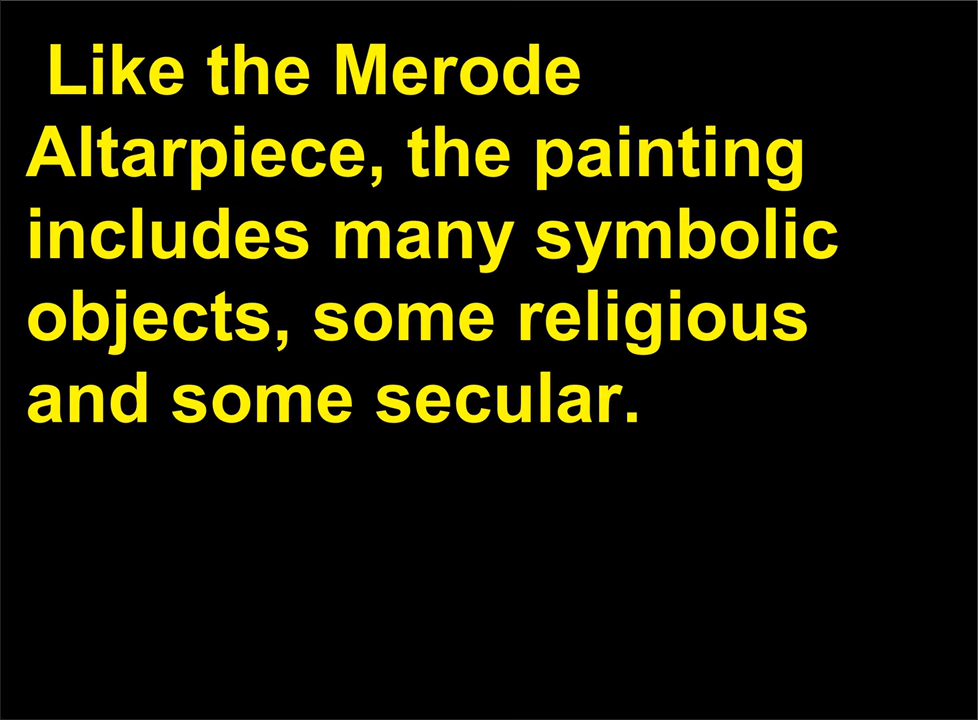 Like the Merode
Altarpiece, the painting
includes many symbolic
objects, some religious
and some secular.